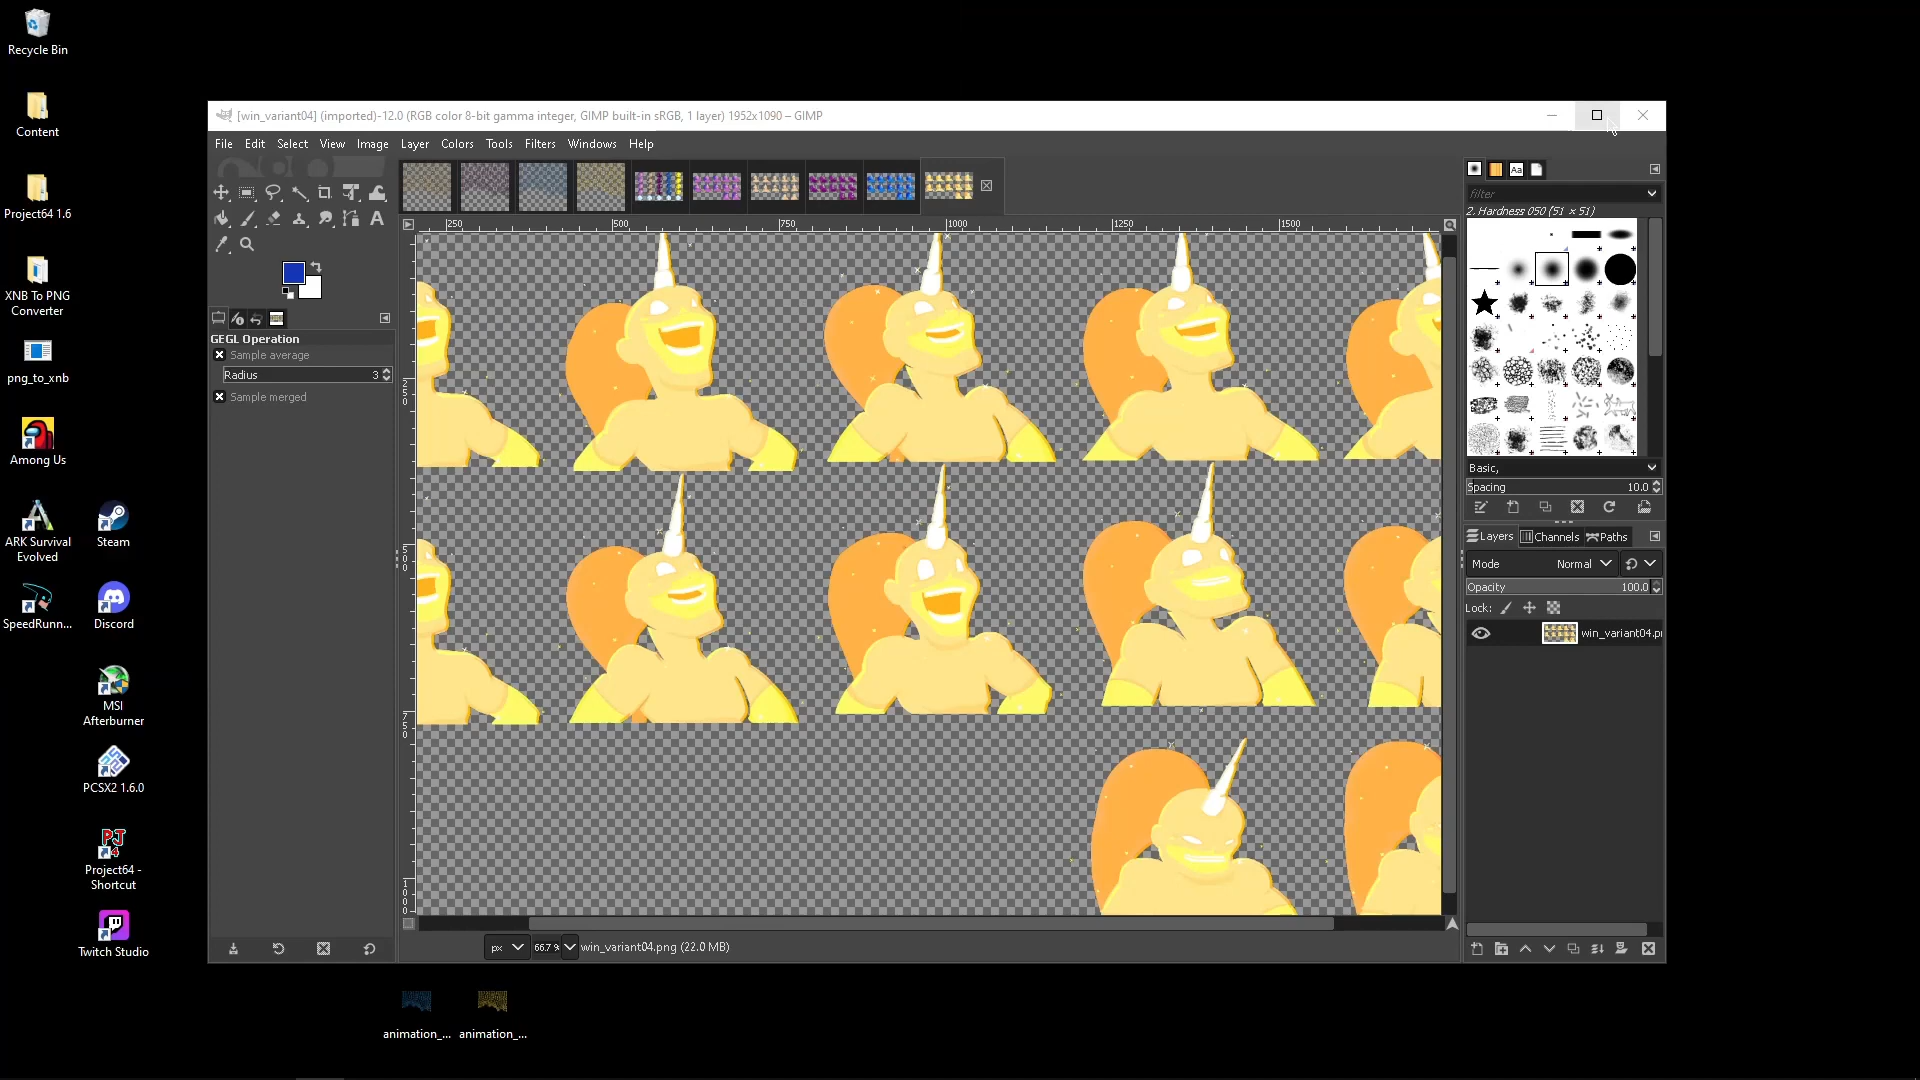 Recycle Bin
Content
Project64 1.6
XNB To PNG
Converter
png_to_xnb
Among Us
ARK Survival
Evolved
Steam
SpeedRunn...
Discord
MSI
Afterburner
PCSX2 1.6.0
Project64 -
Shortcut
Twitch Studio
[win_variant04] (imported)-12.0 (RGB color 8-bit gamma integer, GIMP built-in sRGB, 1 layer) 1952x1090 – GIMP
File Edit Select View Image Layer Colors Tools Filters Windows Help
GEGL Operation
Sample average
Radius 3
Sample merged
250 500 750 1000 1250 1500
250
500
750
1000
px 66.7 % win_variant04.png (22.0 MB)
filter
2. Hardness 050 (51 × 51)
Basic,
Spacing 10.0
Layers Channels Paths
Mode Normal
Opacity 100.0
Lock:
win_variant04.pn
animation_... animation_...